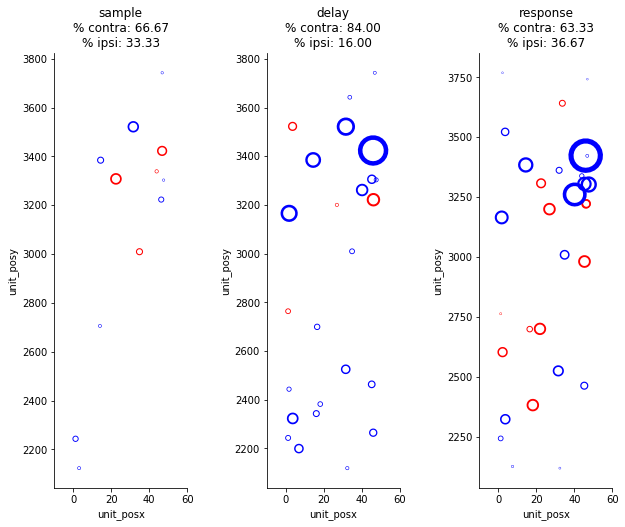 sample
% contra: 66.67
% ipsi: 33.33
delay
% contra: 84.00
% ipsi: 16.00
response
% contra: 63.33
% ipsi: 36.67
unit_posy
3800
3600
3400
3200
3000
2800
2600
2400
2200
0
20
40
60
unit_posx
unit_posy
3800
3600
3400
3200
3000
2800
2600
2400
2200
0
20
40
60
unit_posx
unit_posy
3750
3500
3250
3000
2750
2500
2250
0
20
40
60
unit_posx